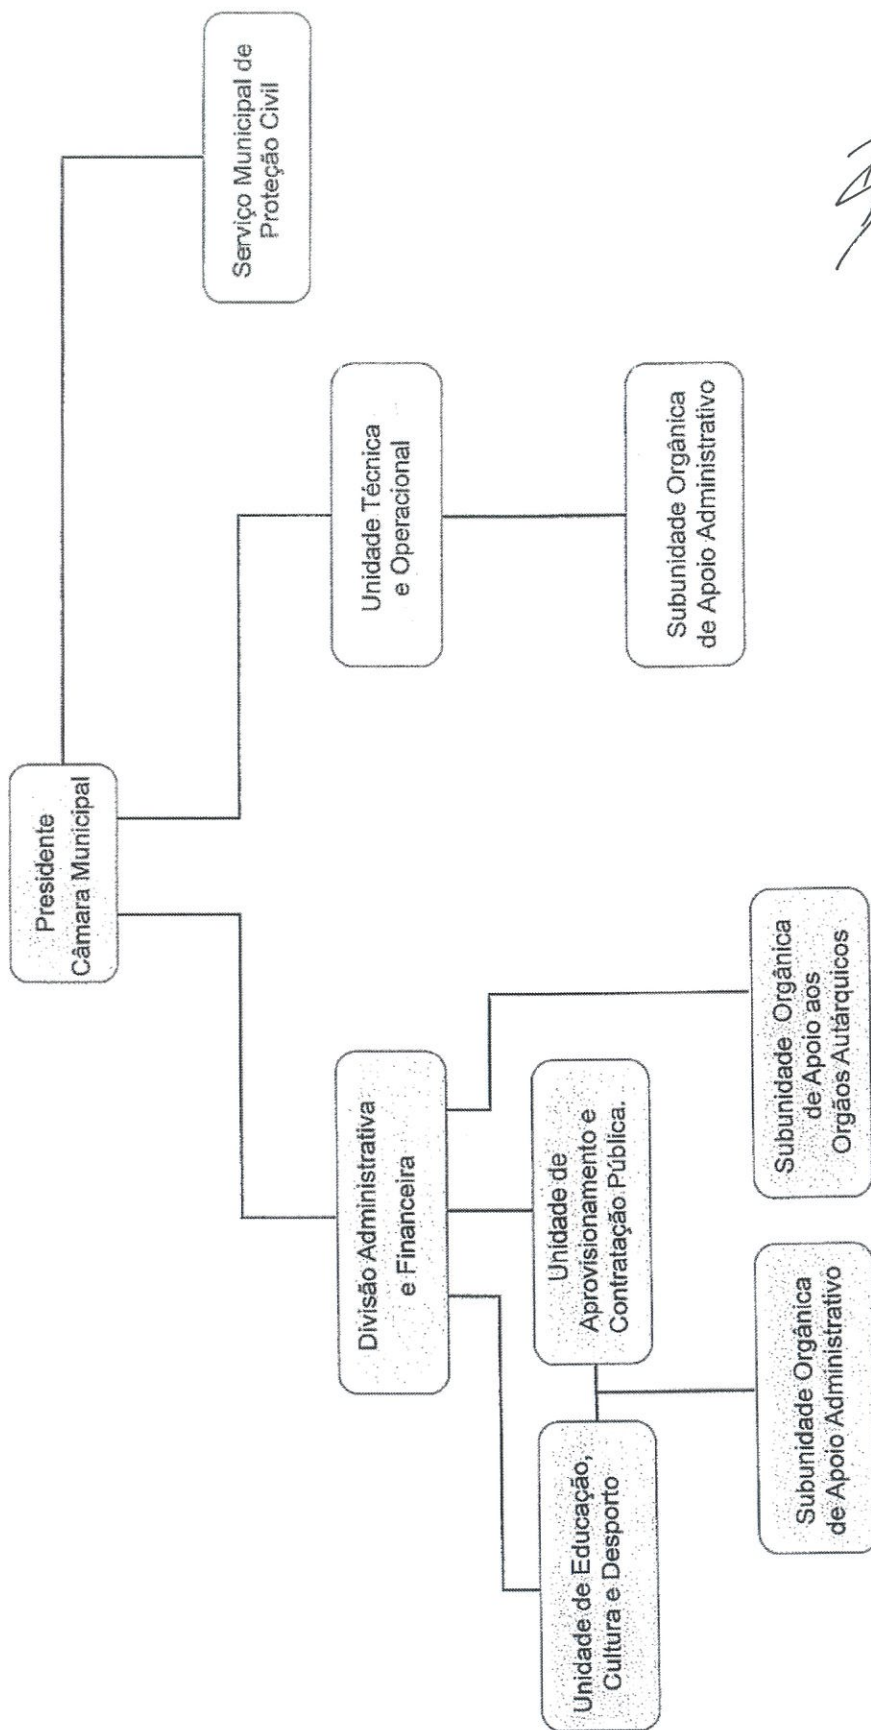 Presidente
Câmara Municipal
Serviço Municipal de
Proteção Civil
Divisão Administrativa
e Financeira
Unidade Técnica
e Operacional
Unidade de Educação,
Cultura e Desporto
Unidade de
Aprovisionamento e
Contratação Pública.
Subunidade Orgânica
de Apoio Administrativo
Subunidade Orgânica
de Apoio Administrativo
Subunidade Orgânica
de Apoio aos
Orgãos Autárquicos